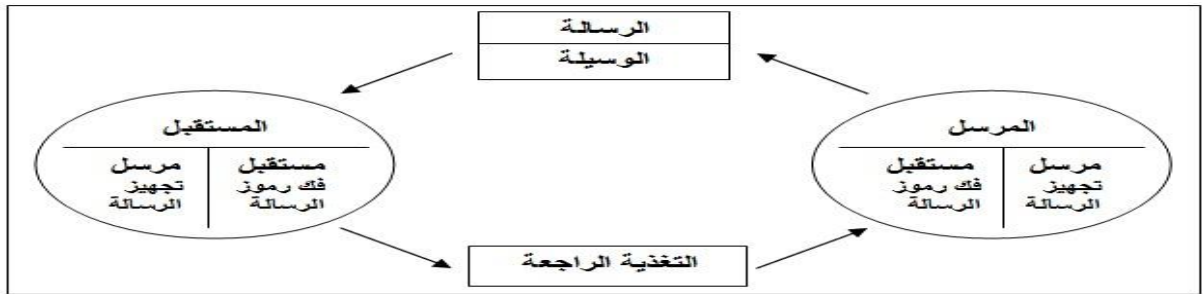 الرسالة
الوسيلة
المرسل
مرسل
تجهيز
الرسالة
مستقبل
فك رموز
الرسالة
المستقبل
مستقبل
فك رموز
الرسالة
مرسل
تجهيز
الرسالة
التغذية الراجعة